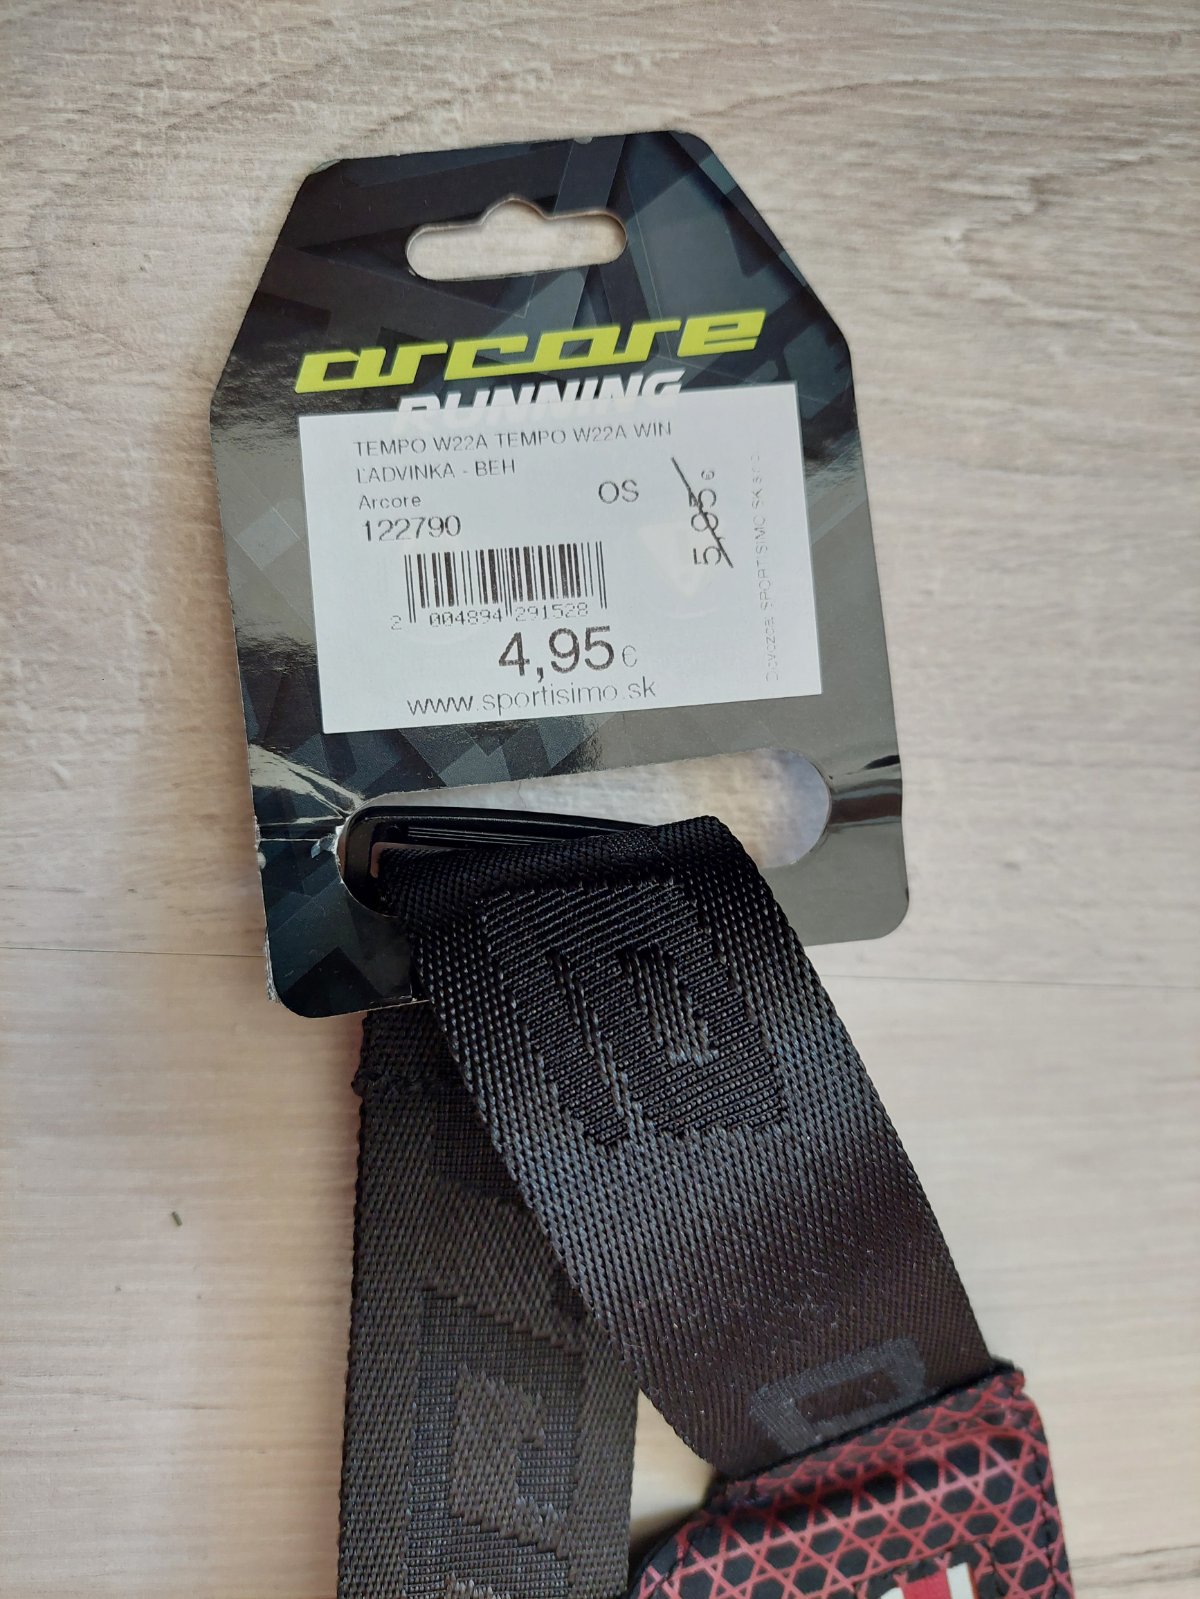 arcore
RUNNING
TEMPO W22A TEMPO W22A WIN
ĽADVINKA - BEH
Arcore
OS
122790
5,95 €
Dovozca: SPORTISIMO SK s.r.o.
2 004894 291528
4,95 €
www.sportisimo.sk